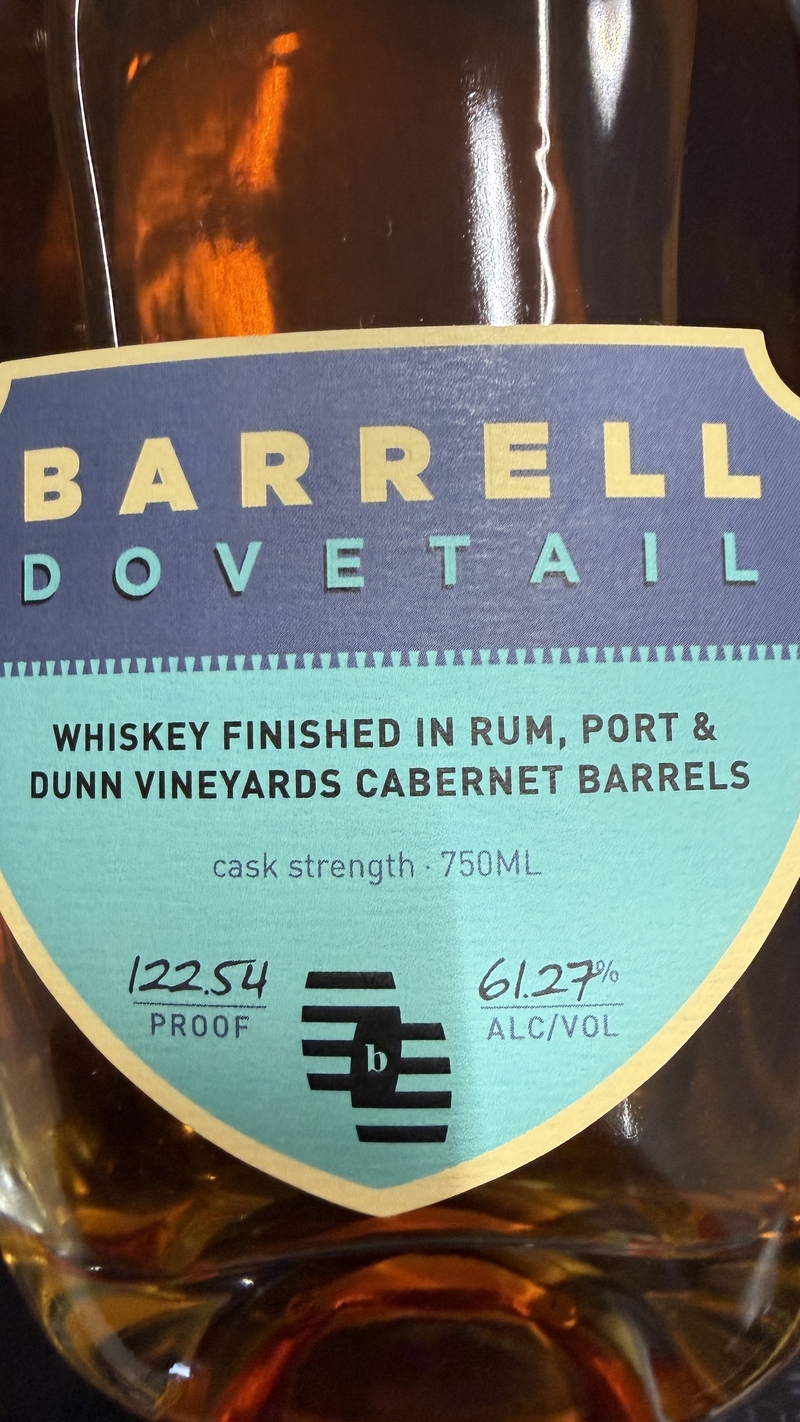 BARRELL
DOVETAIL
WHISKEY FINISHED IN RUM, PORT &
DUNN VINEYARDS CABERNET BARRELS
cask strength · 750ML
122.54
PROOF
b
61.27%
ALC/VOL